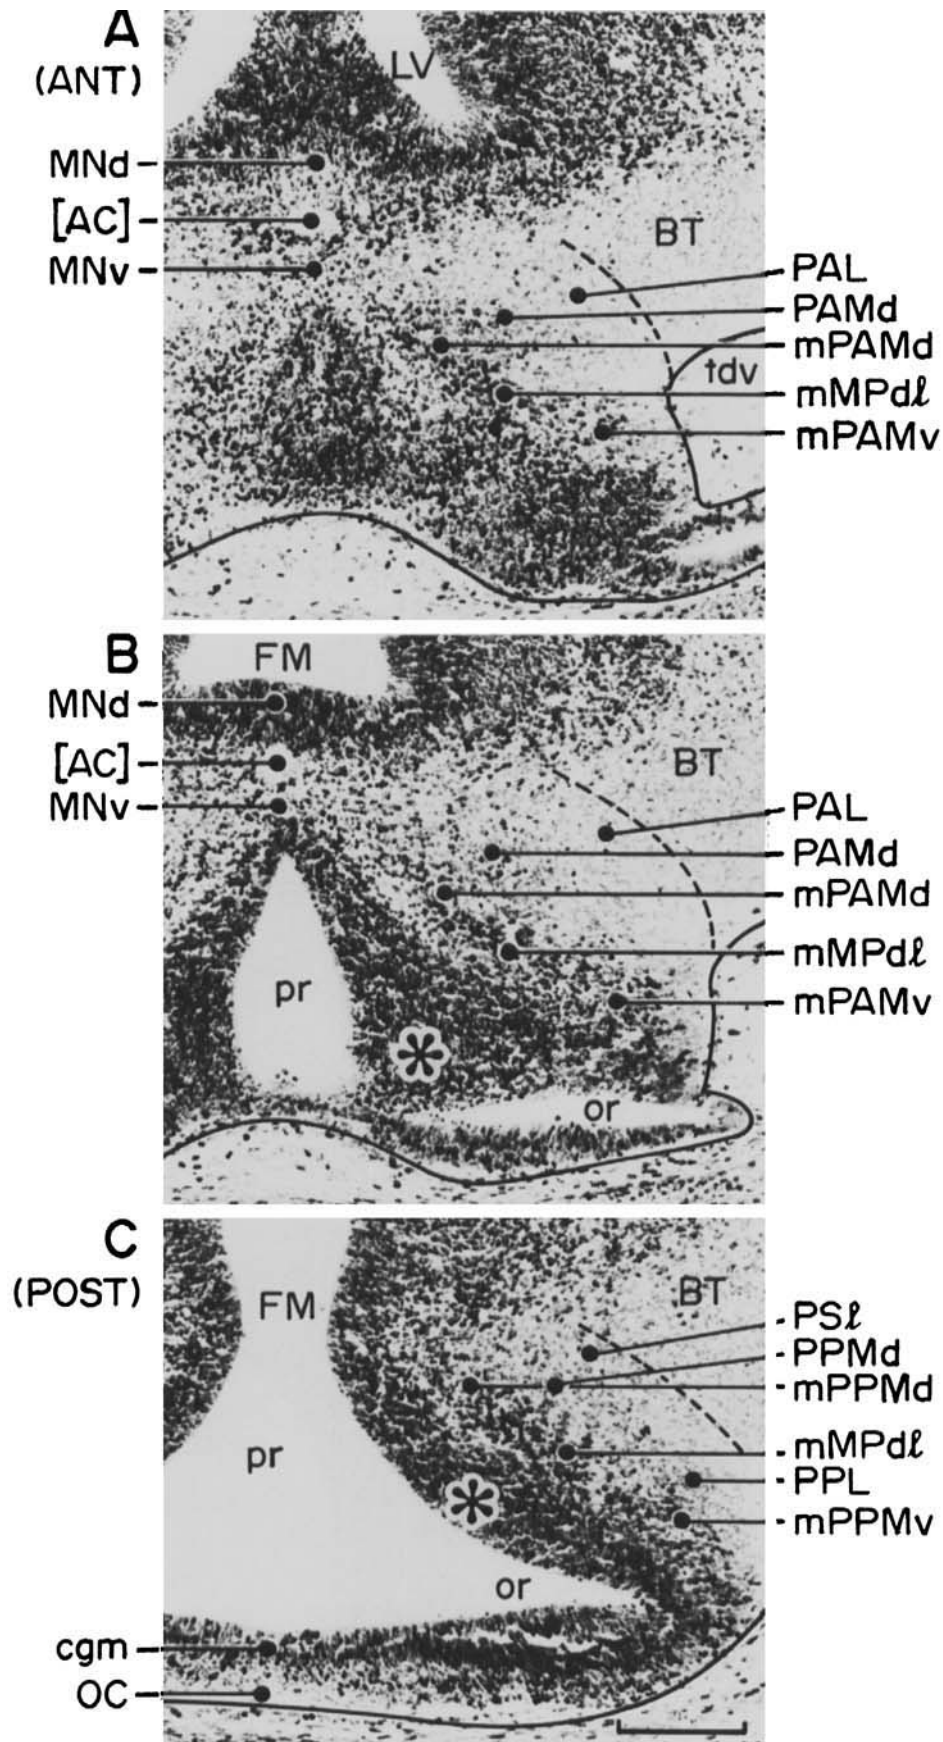 A
(ANT)
LV
MNd
[AC]
MNv
BT
PAL
PAMd
mPAMd
tdv
mMPdℓ
mPAMv
B
FM
MNd
[AC]
MNv
BT
PAL
PAMd
mPAMd
mMPdℓ
mPAMv
pr
*
or
C
(POST)
FM
BT
PSℓ
PPMd
mPPMd
mMPdℓ
PPL
mPPMv
pr
*
or
cgm
OC